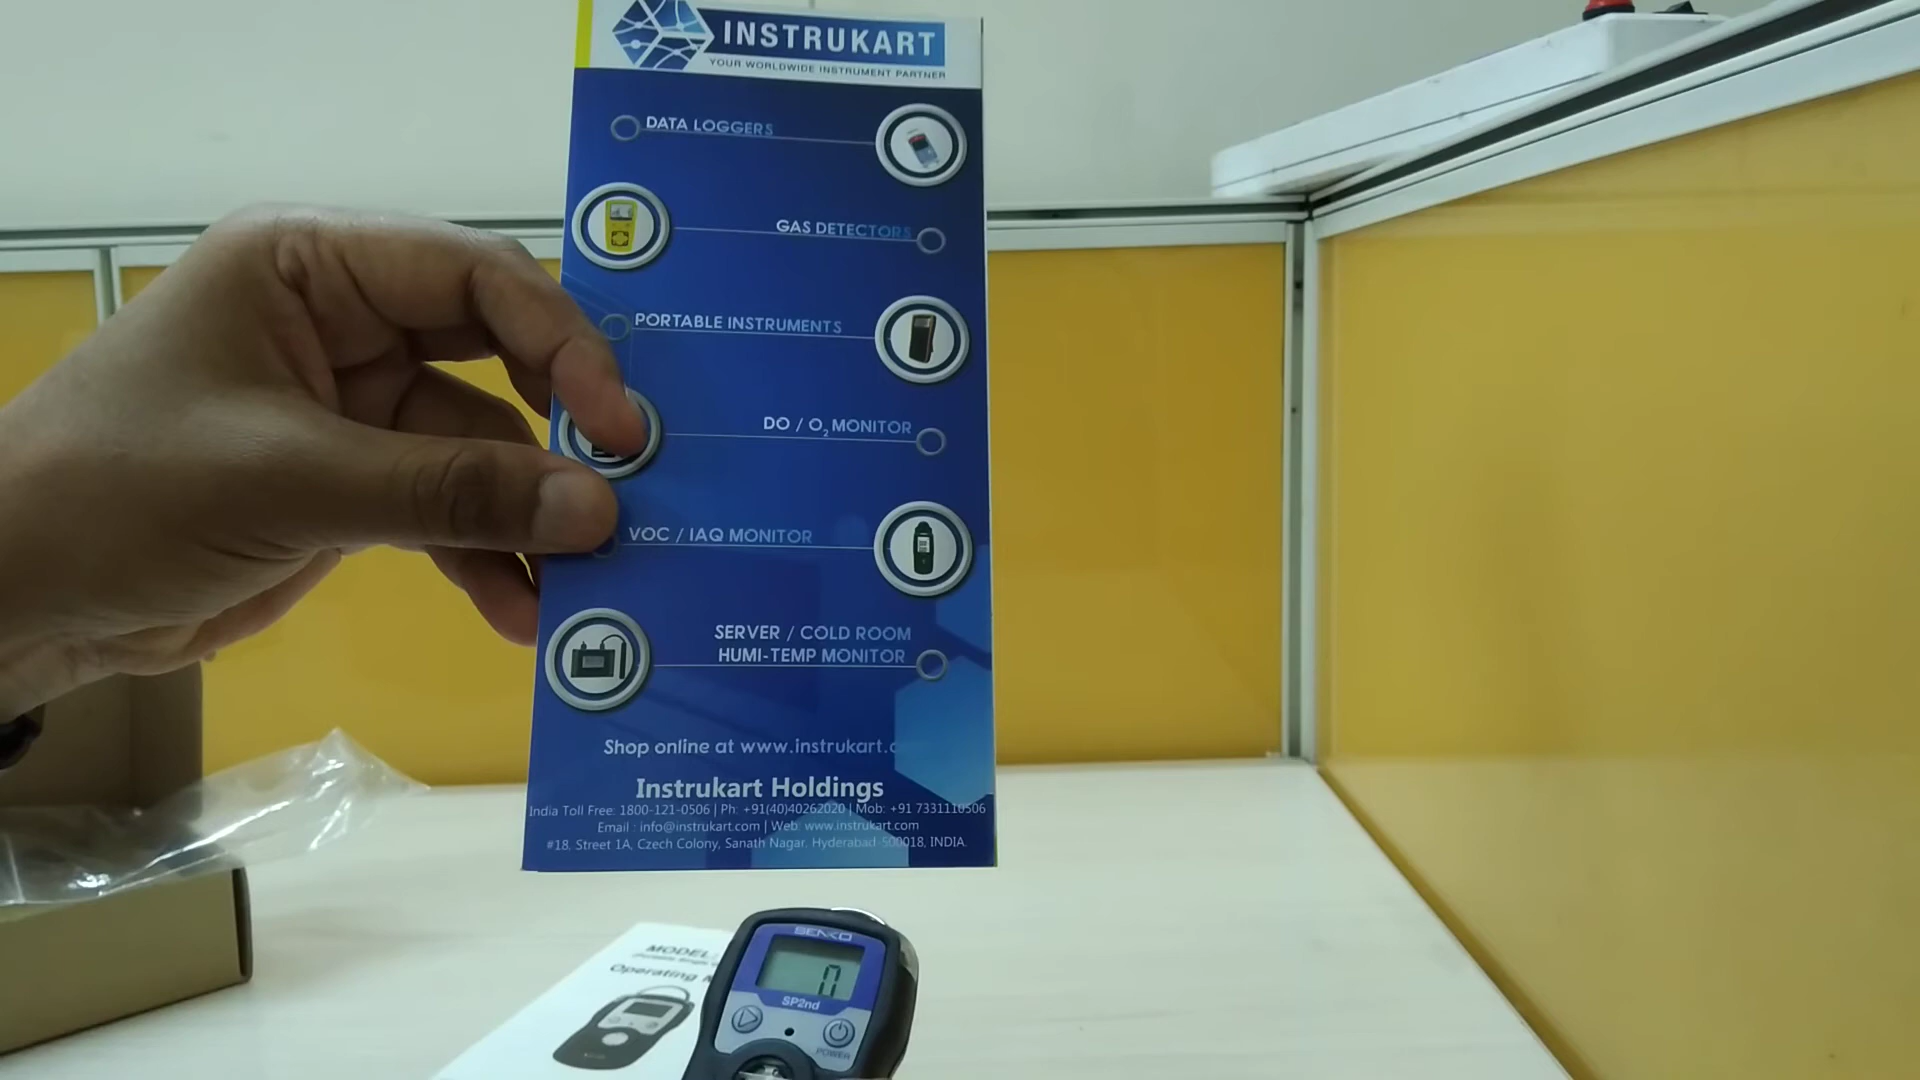 INSTRUKART
YOUR WORLDWIDE INSTRUMENT PARTNER
DATA LOGGERS
GAS DETECTORS
PORTABLE INSTRUMENTS
DO / O2 MONITOR
VOC / IAQ MONITOR
SERVER / COLD ROOM
HUMI-TEMP MONITOR
Shop online at www.instrukart.c
Instrukart Holdings
India Toll Free: 1800-121-0506 | Ph: +91(40)40262020 | Mob: +91 7331110506
Email : info@instrukart.com | Web: www.instrukart.com
#18, Street 1A, Czech Colony, Sanath Nagar. Hyderabad-500018, INDIA.
MODEL:
Operating
SENKO
0
SP2nd
POWER